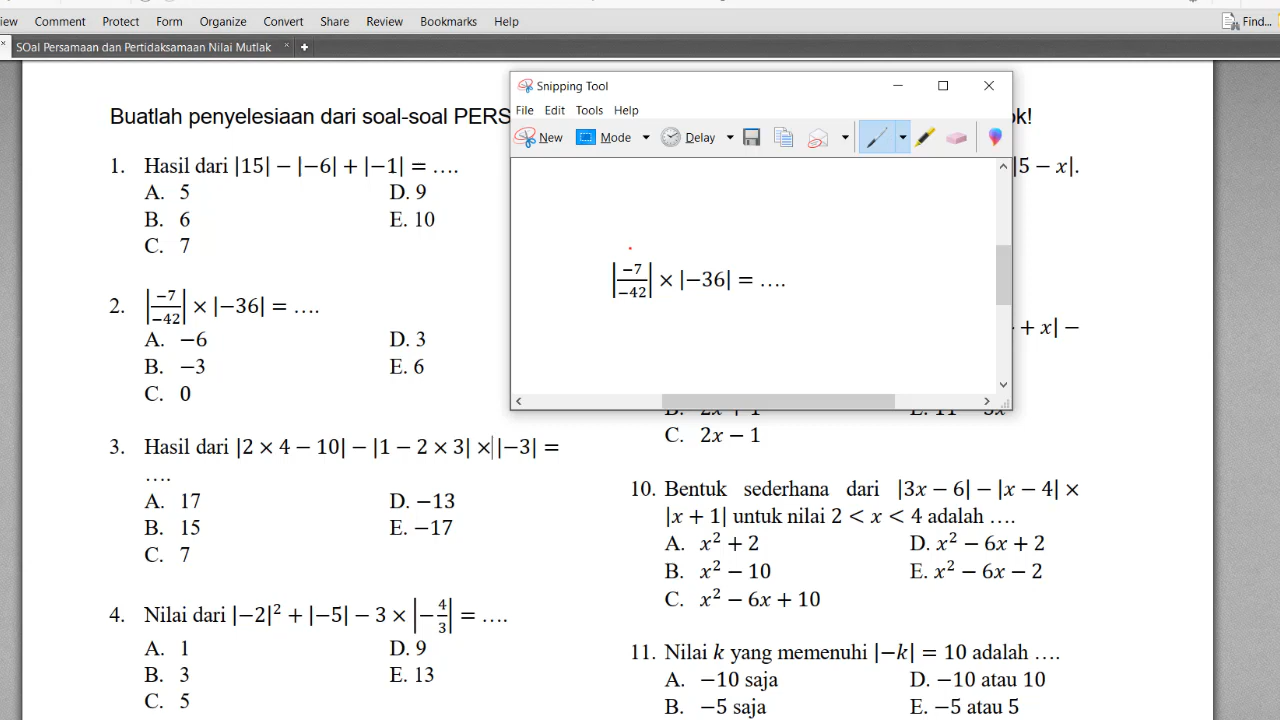 iew Comment Protect Form Organize Convert Share Review Bookmarks Help Find...
SOal Persamaan dan Pertidaksamaan Nilai Mutlak × +
Buatlah penyelesiaan dari soal-soal PERS
k!
1. Hasil dari |15| − |−6| + |−1| = ….
A. 5 D. 9
B. 6 E. 10
C. 7
2. |−7/−42| × |−36| = ….
A. −6 D. 3
B. −3 E. 6
C. 0
3. Hasil dari |2 × 4 − 10| − |1 − 2 × 3| × |−3| =
….
A. 17 D. −13
B. 15 E. −17
C. 7
4. Nilai dari |−2|² + |−5| − 3 × |−4/3| = ….
A. 1 D. 9
B. 3 E. 13
C. 5
Snipping Tool
File Edit Tools Help
New Mode Delay
|−7/−42| × |−36| = ….
|5 − x|.
+ x| −
C. 2x − 1
10. Bentuk sederhana dari |3x − 6| − |x − 4| ×
|x + 1| untuk nilai 2 < x < 4 adalah ….
A. x² + 2 D. x² − 6x + 2
B. x² − 10 E. x² − 6x − 2
C. x² − 6x + 10
11. Nilai k yang memenuhi |−k| = 10 adalah ….
A. −10 saja D. −10 atau 10
B. −5 saja E. −5 atau 5